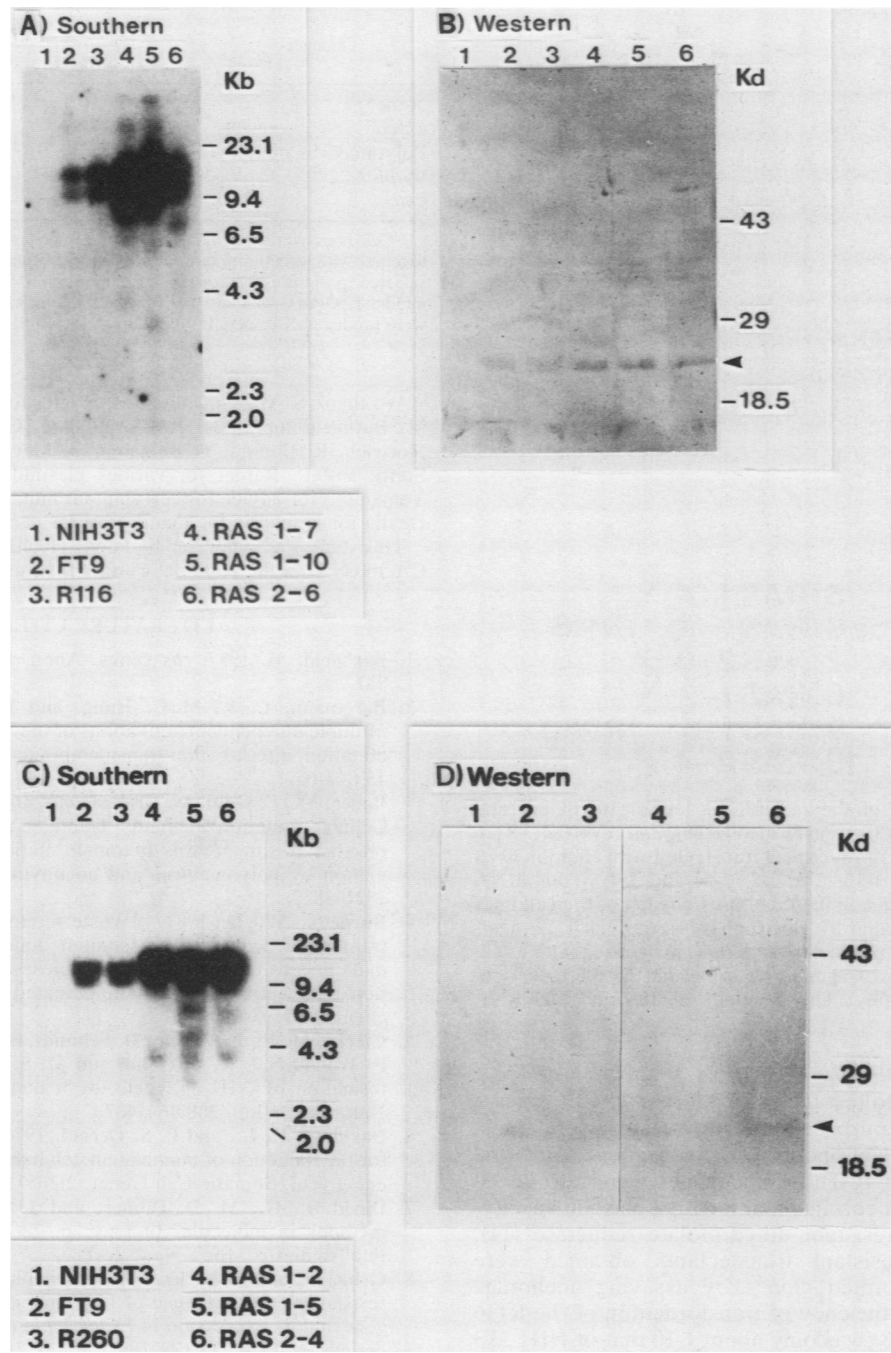 A) Southern
1 2 3 4 5 6
Kb
23.1
9.4
6.5
4.3
2.3
2.0
B) Western
1 2 3 4 5 6
Kd
43
29
18.5
1. NIH3T3 4. RAS 1-7
2. FT9 5. RAS 1-10
3. R116 6. RAS 2-6
C) Southern
1 2 3 4 5 6
Kb
23.1
9.4
6.5
4.3
2.3
2.0
D) Western
1 2 3 4 5 6
Kd
43
29
18.5
1. NIH3T3 4. RAS 1-2
2. FT9 5. RAS 1-5
3. R260 6. RAS 2-4